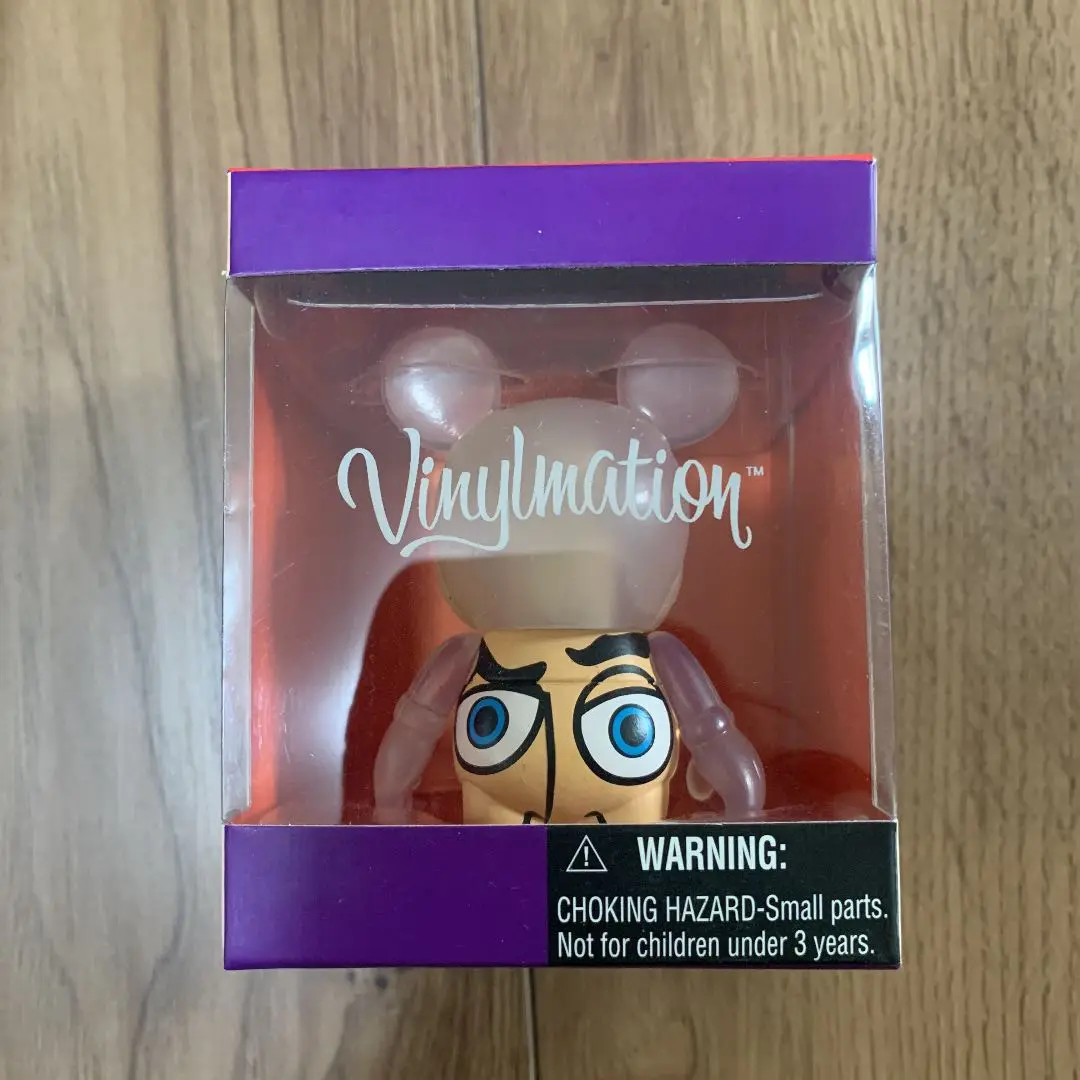 Vinylmation™
WARNING:
CHOKING HAZARD-Small parts.
Not for children under 3 years.